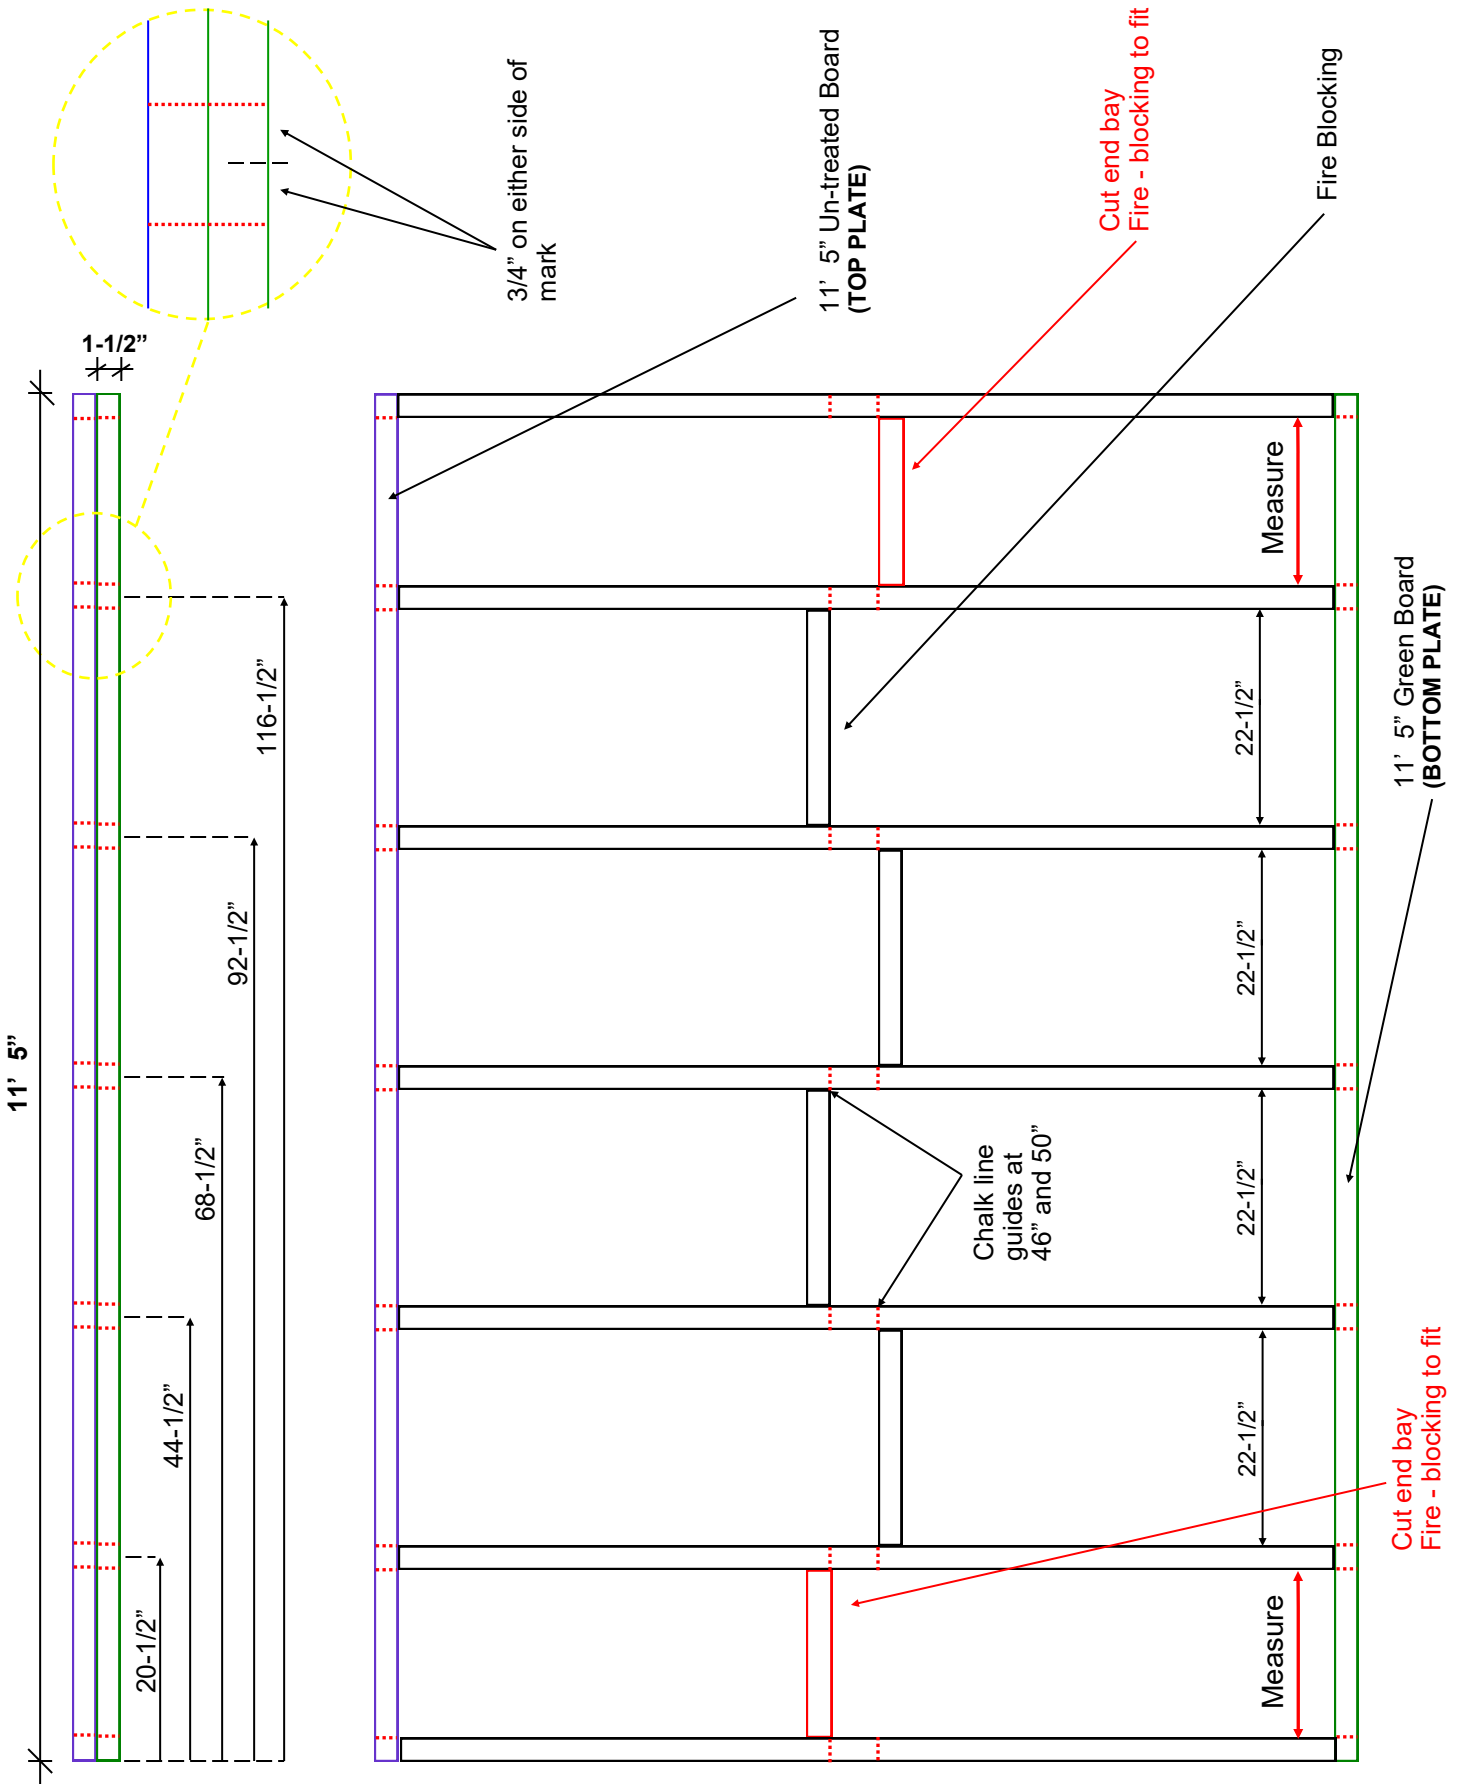 11' 5”
1-1/2”
20-1/2”
44-1/2”
68-1/2”
92-1/2”
116-1/2”
3/4” on either side of
mark
11' 5” Un-treated Board
(TOP PLATE)
Cut end bay
Fire - blocking to fit
Fire Blocking
Chalk line
guides at
46” and 50”
Measure
22-1/2”
22-1/2”
22-1/2”
22-1/2”
Measure
Cut end bay
Fire - blocking to fit
11' 5” Green Board
(BOTTOM PLATE)